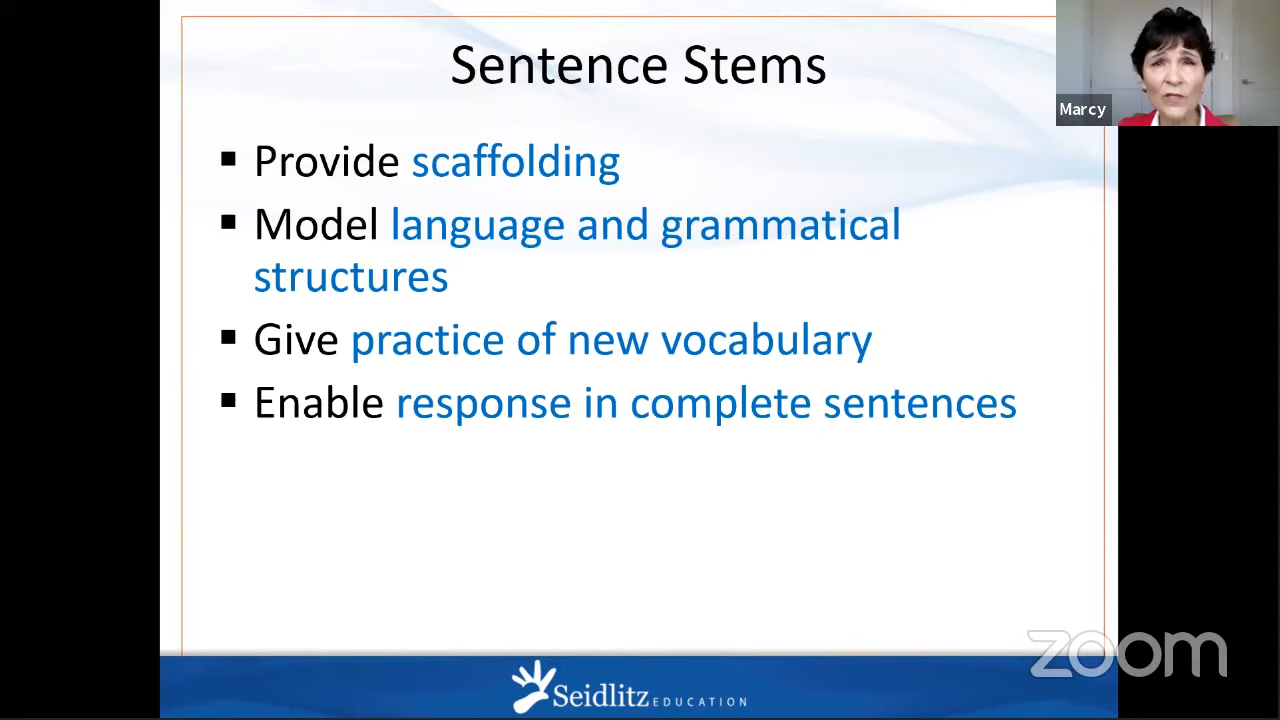 Sentence Stems
Marcy
▪ Provide scaffolding
▪ Model language and grammatical
structures
▪ Give practice of new vocabulary
▪ Enable response in complete sentences
zoom
Seidlitz EDUCATION